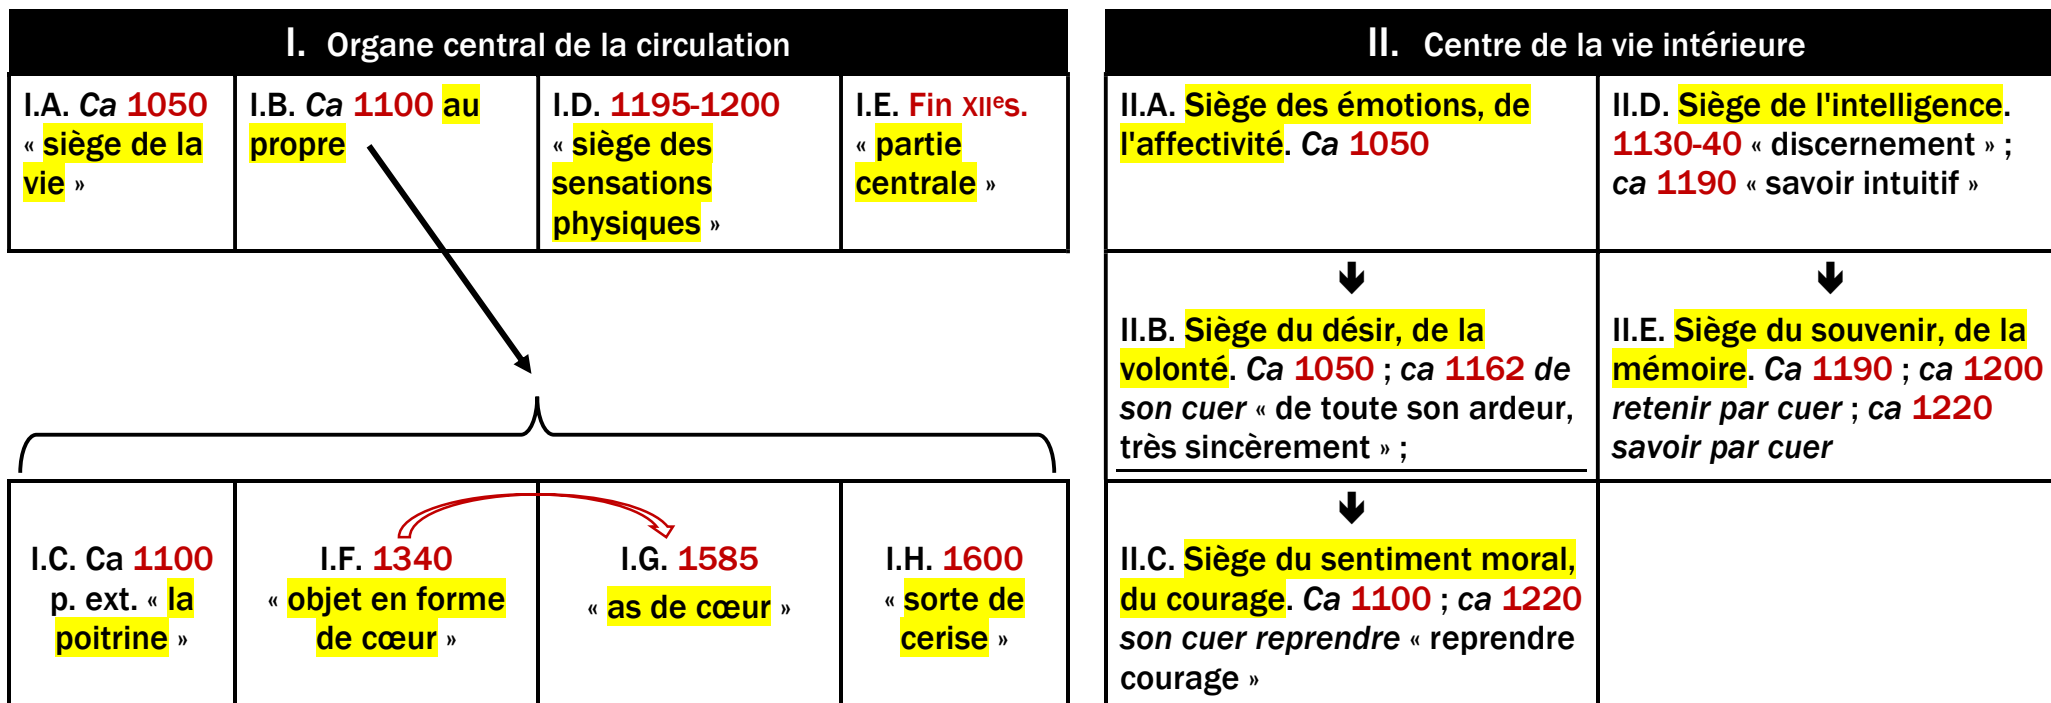 I. Organe central de la circulation
I.A. Ca 1050
« siège de la
vie »
I.B. Ca 1100 au
propre
I.D. 1195-1200
« siège des
sensations
physiques »
I.E. Fin XIIᵉs.
« partie
centrale »
I.C. Ca 1100
p. ext. « la
poitrine »
I.F. 1340
« objet en forme
de cœur »
I.G. 1585
« as de cœur »
I.H. 1600
« sorte de
cerise »
II. Centre de la vie intérieure
II.A. Siège des émotions, de
l'affectivité. Ca 1050
II.D. Siège de l'intelligence.
1130-40 « discernement » ;
ca 1190 « savoir intuitif »
II.B. Siège du désir, de la
volonté. Ca 1050 ; ca 1162 de
son cuer « de toute son ardeur,
très sincèrement » ;
II.E. Siège du souvenir, de la
mémoire. Ca 1190 ; ca 1200
retenir par cuer ; ca 1220
savoir par cuer
II.C. Siège du sentiment moral,
du courage. Ca 1100 ; ca 1220
son cuer reprendre « reprendre
courage »